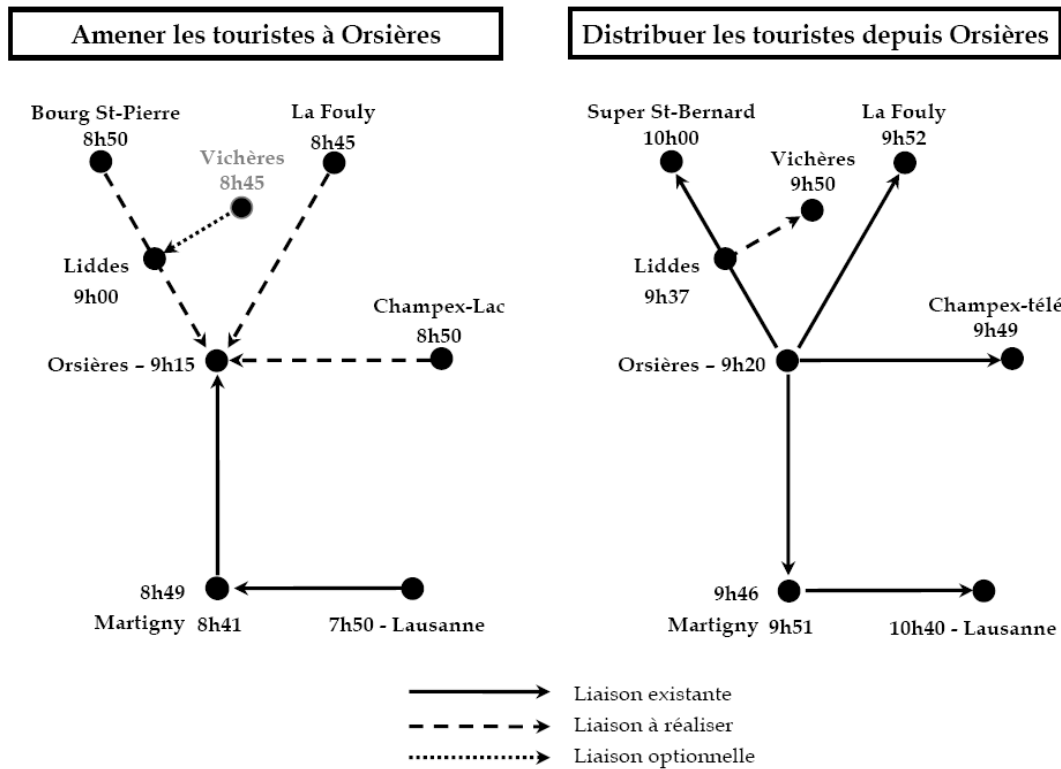 Amener les touristes à Orsières
Bourg St-Pierre
8h50
La Fouly
8h45
Vichères
8h45
Liddes
9h00
Champex-Lac
8h50
Orsières – 9h15
8h49
Martigny 8h41
7h50 - Lausanne
Distribuer les touristes depuis Orsières
Super St-Bernard
10h00
La Fouly
9h52
Vichères
9h50
Liddes
9h37
Champex-télé
9h49
Orsières – 9h20
9h46
Martigny 9h51
10h40 - Lausanne
Liaison existante
Liaison à réaliser
Liaison optionnelle